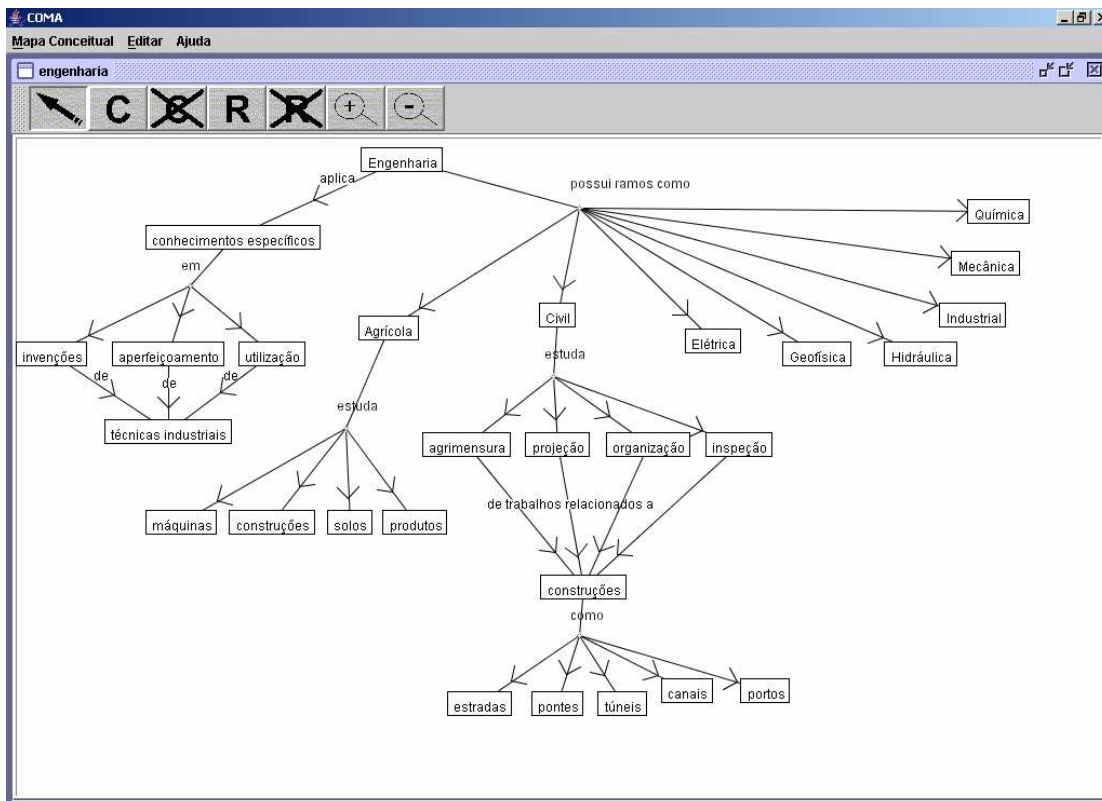 COMA
Mapa Conceitual Editar Ajuda
engenharia
C C R R + -
Engenharia
aplica
possui ramos como
Química
conhecimentos específicos
em
Mecânica
Industrial
Agrícola
Civil
Elétrica
Geofísica
Hidráulica
invenções
aperfeiçoamento
utilização
de
de
de
técnicas industriais
estuda
estuda
agrimensura
projeção
organização
inspeção
de trabalhos relacionados a
máquinas
construções
solos
produtos
construções
como
estradas
pontes
túneis
canais
portos